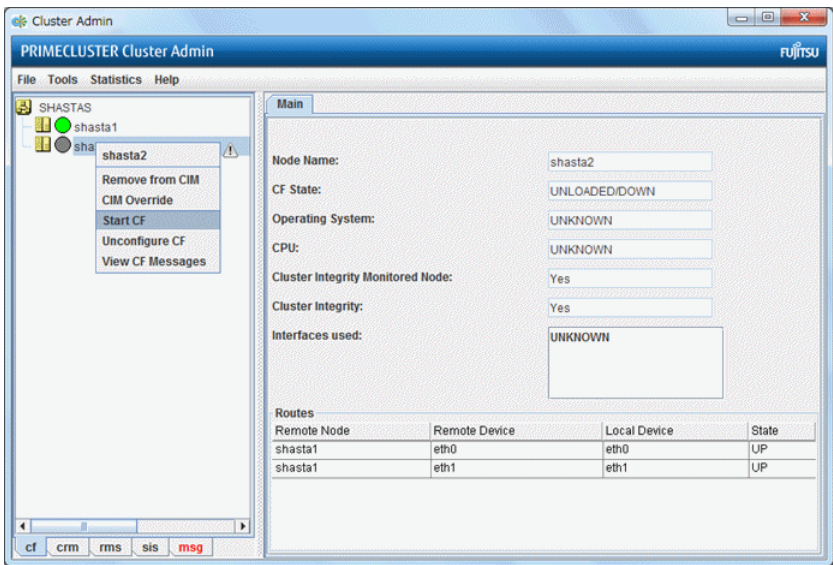 Cluster Admin
PRIMECLUSTER Cluster Admin
FUJITSU
File Tools Statistics Help
SHASTAS
shasta1
sha
shasta2
Remove from CIM
CIM Override
Start CF
Unconfigure CF
View CF Messages
Main
Node Name: shasta2
CF State: UNLOADED/DOWN
Operating System: UNKNOWN
CPU: UNKNOWN
Cluster Integrity Monitored Node: Yes
Cluster Integrity: Yes
Interfaces used: UNKNOWN
Routes
Remote Node Remote Device Local Device State
shasta1 eth0 eth0 UP
shasta1 eth1 eth1 UP
cf crm rms sis msg